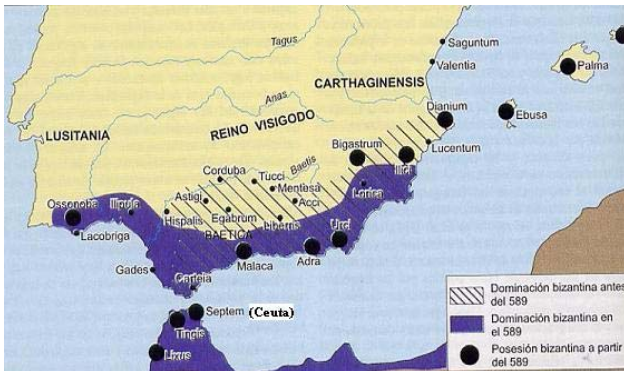 Tagus
Saguntum
Valentia
Palma
CARTHAGINENSIS
Anas
Dianium
Ebusa
LUSITANIA
REINO VISIGODO
Bigastrum
Lucentum
Corduba
Tucci
Baetis
Ilici
Astigi
Mentesa
Lorica
Ossonoba
Ilipula
Acci
Hispalis
Egabrum
Iliberris
Urci
Lacobriga
BAETICA
Malaca
Adra
Gades
Carteia
Septem (Ceuta)
Tingis
Lixus
Dominación bizantina antes
del 589
Dominación bizantina en
el 589
Posesión bizantina a partir
del 589